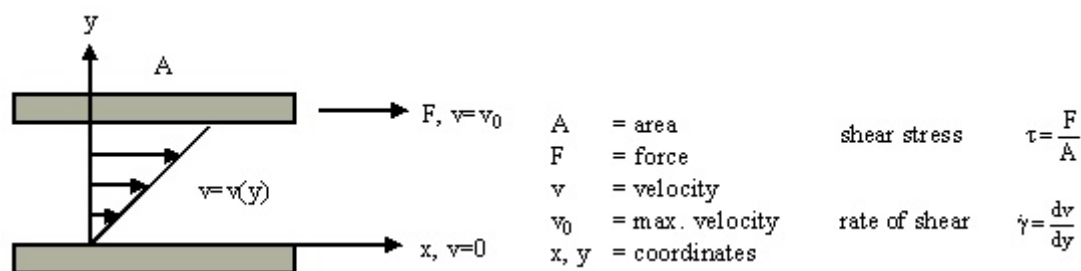 y
A
F, v=v₀
v=v(y)
x, v=0
A = area
F = force
v = velocity
v₀ = max. velocity
x, y = coordinates
shear stress τ = F/A
rate of shear γ̇ = dv/dy